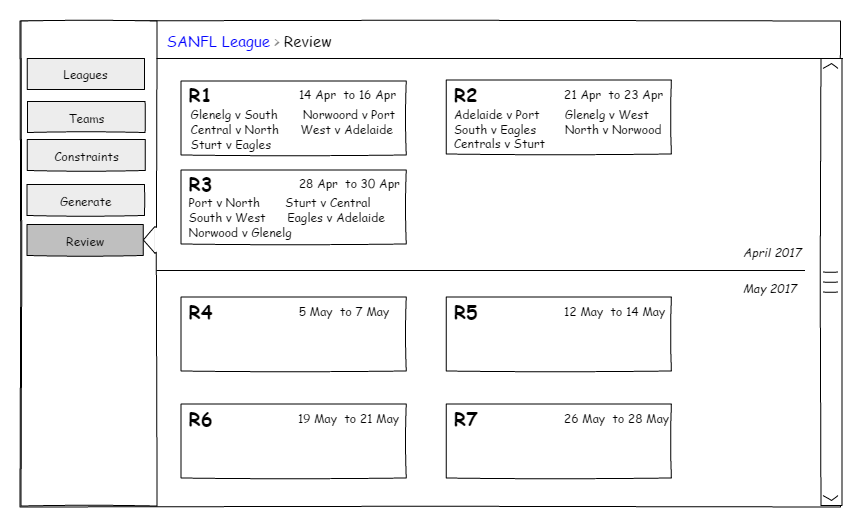 SANFL League > Review
Leagues
Teams
Constraints
Generate
Review
R1 14 Apr to 16 Apr
Glenelg v South Norwoord v Port
Central v North West v Adelaide
Sturt v Eagles
R2 21 Apr to 23 Apr
Adelaide v Port Glenelg v West
South v Eagles North v Norwood
Centrals v Sturt
R3 28 Apr to 30 Apr
Port v North Sturt v Central
South v West Eagles v Adelaide
Norwood v Glenelg
April 2017
May 2017
R4 5 May to 7 May
R5 12 May to 14 May
R6 19 May to 21 May
R7 26 May to 28 May